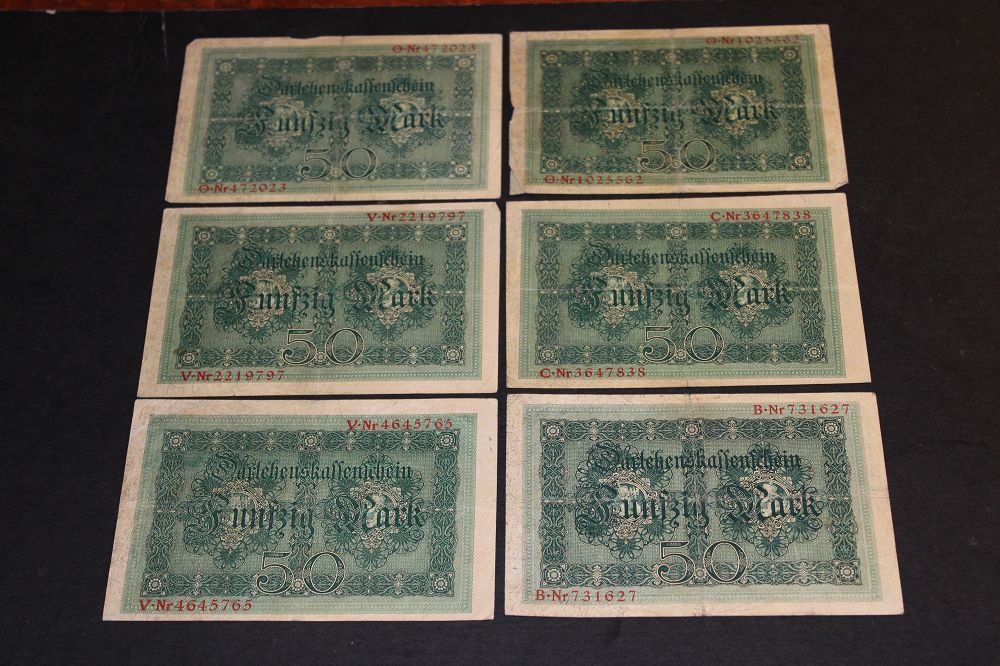 O·Nr472023
Darlehenskassenschein
Fünfzig Mark
50
O·Nr472023
O·Nr1025562
Darlehenskassenschein
Fünfzig Mark
50
O·Nr1025562
V·Nr2219797
Darlehenskassenschein
Fünfzig Mark
50
V·Nr2219797
C·Nr3647838
Darlehenskassenschein
Fünfzig Mark
50
C·Nr3647838
V·Nr4645765
Darlehenskassenschein
Fünfzig Mark
50
V·Nr4645765
B·Nr731627
Darlehenskassenschein
Fünfzig Mark
50
B·Nr731627